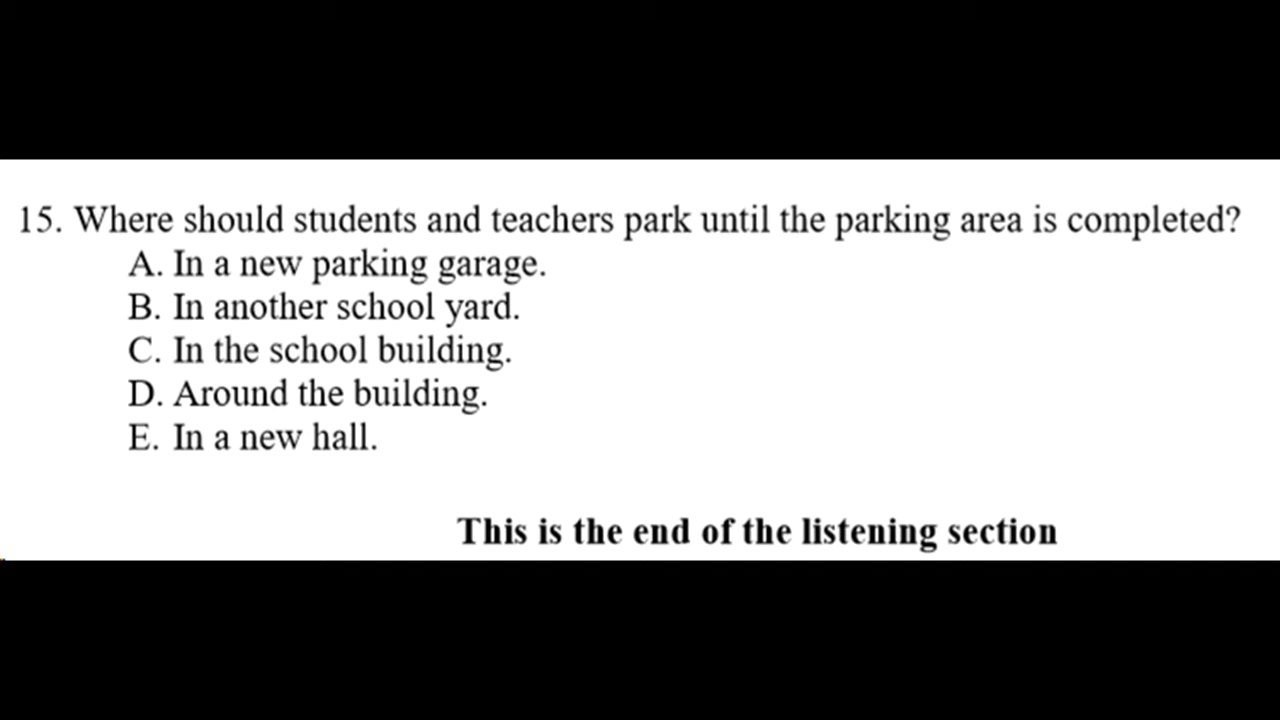 15. Where should students and teachers park until the parking area is completed?
A. In a new parking garage.
B. In another school yard.
C. In the school building.
D. Around the building.
E. In a new hall.
This is the end of the listening section